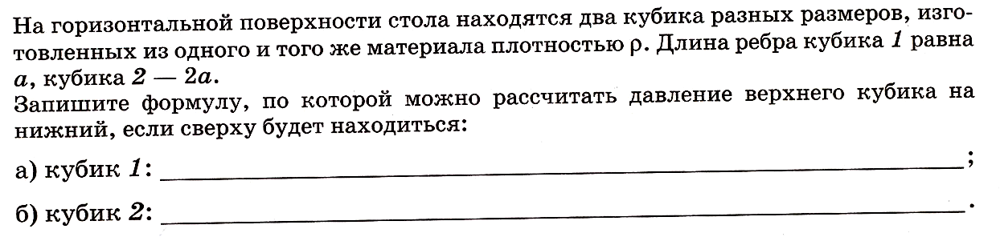 На горизонтальной поверхности стола находятся два кубика разных размеров, изго-
товленных из одного и того же материала плотностью ρ. Длина ребра кубика 1 равна
a, кубика 2 — 2a.
Запишите формулу, по которой можно рассчитать давление верхнего кубика на
нижний, если сверху будет находиться:
а) кубик 1: ;
б) кубик 2: .